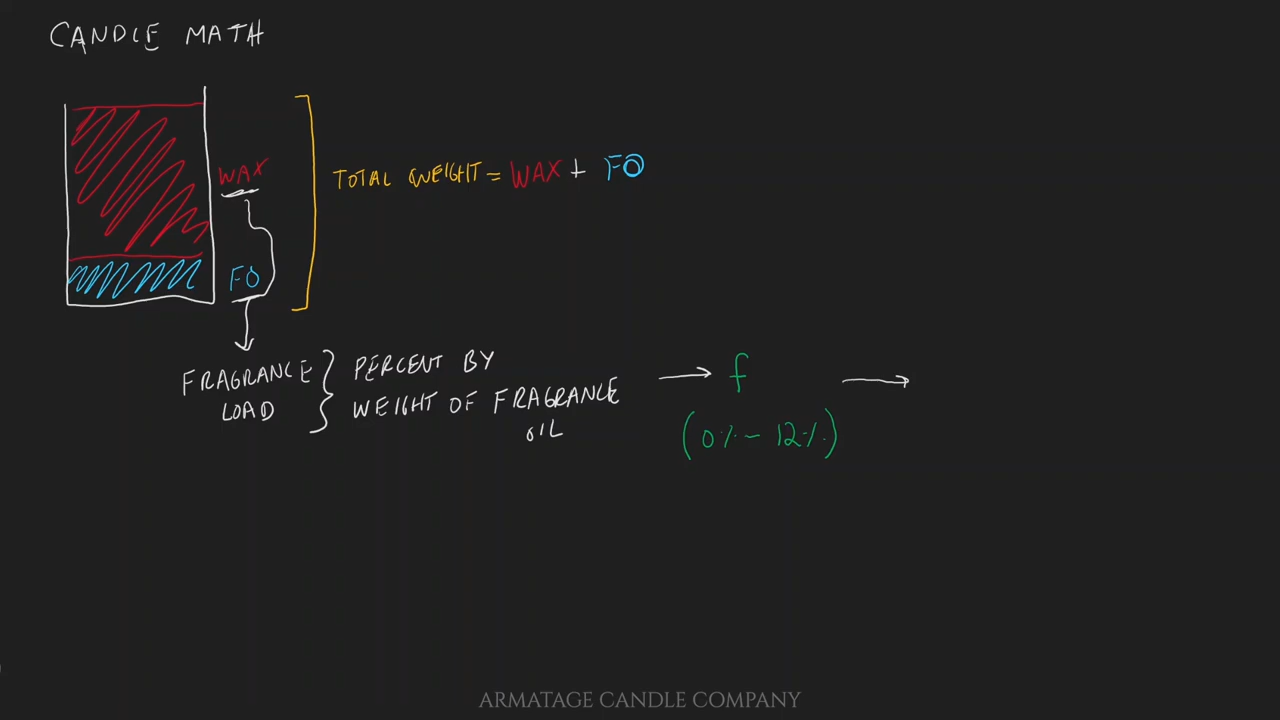 CANDLE MATH
WAX
TOTAL WEIGHT = WAX + FO
FO
FRAGRANCE LOAD
PERCENT BY
WEIGHT OF FRAGRANCE
OIL
f
(0% - 12%)
ARMATAGE CANDLE COMPANY